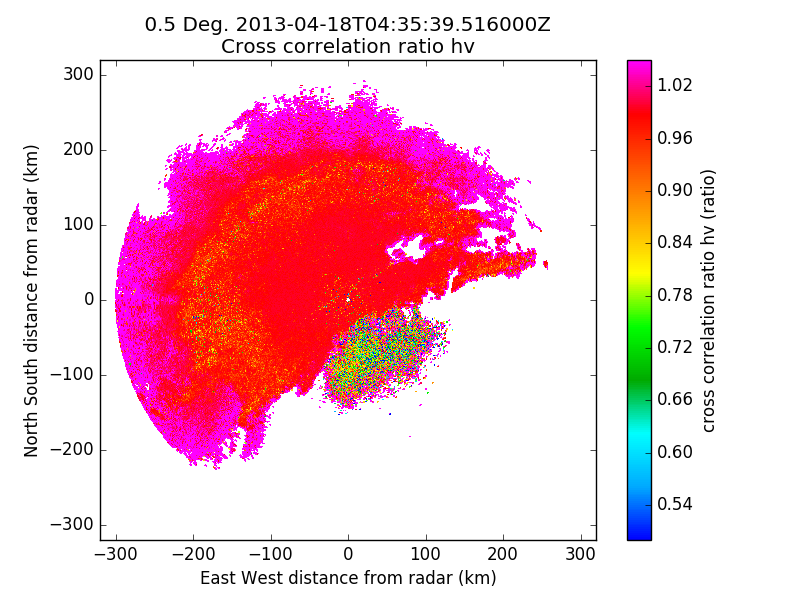 0.5 Deg. 2013-04-18T04:35:39.516000Z
Cross correlation ratio hv
300
200
100
0
−100
−200
−300
North South distance from radar (km)
−300 −200 −100 0 100 200 300
East West distance from radar (km)
1.02
0.96
0.90
0.84
0.78
0.72
0.66
0.60
0.54
cross correlation ratio hv (ratio)